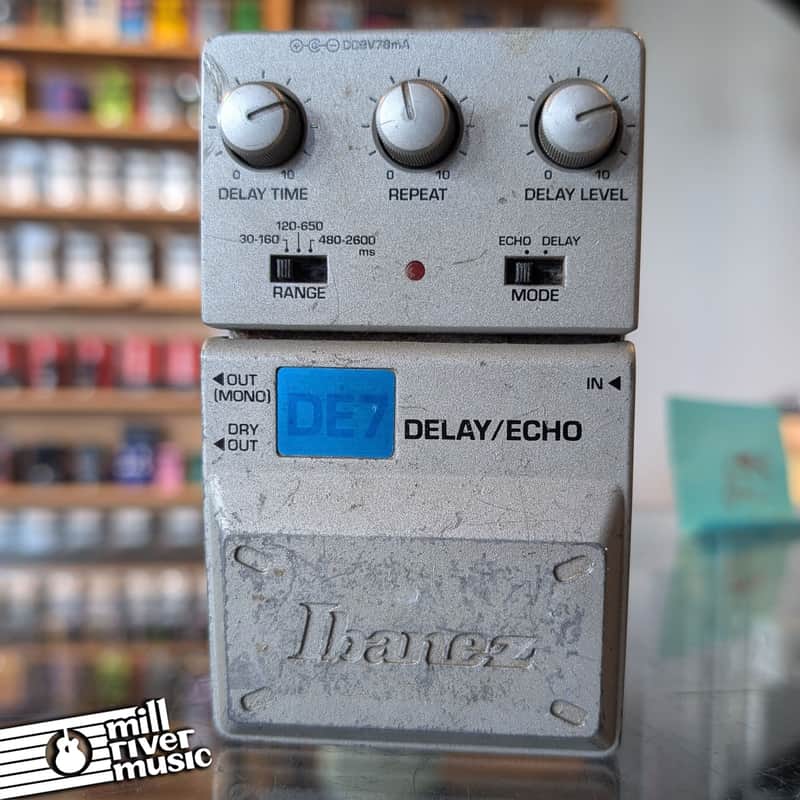 DC9V78mA
0 10 0 10 0 10
DELAY TIME REPEAT DELAY LEVEL
120-650
30-160 480-2600
ms
RANGE
ECHO DELAY
MODE
OUT
(MONO)
DRY
OUT
DE7 DELAY/ECHO
IN
Ibanez
mill
river
music